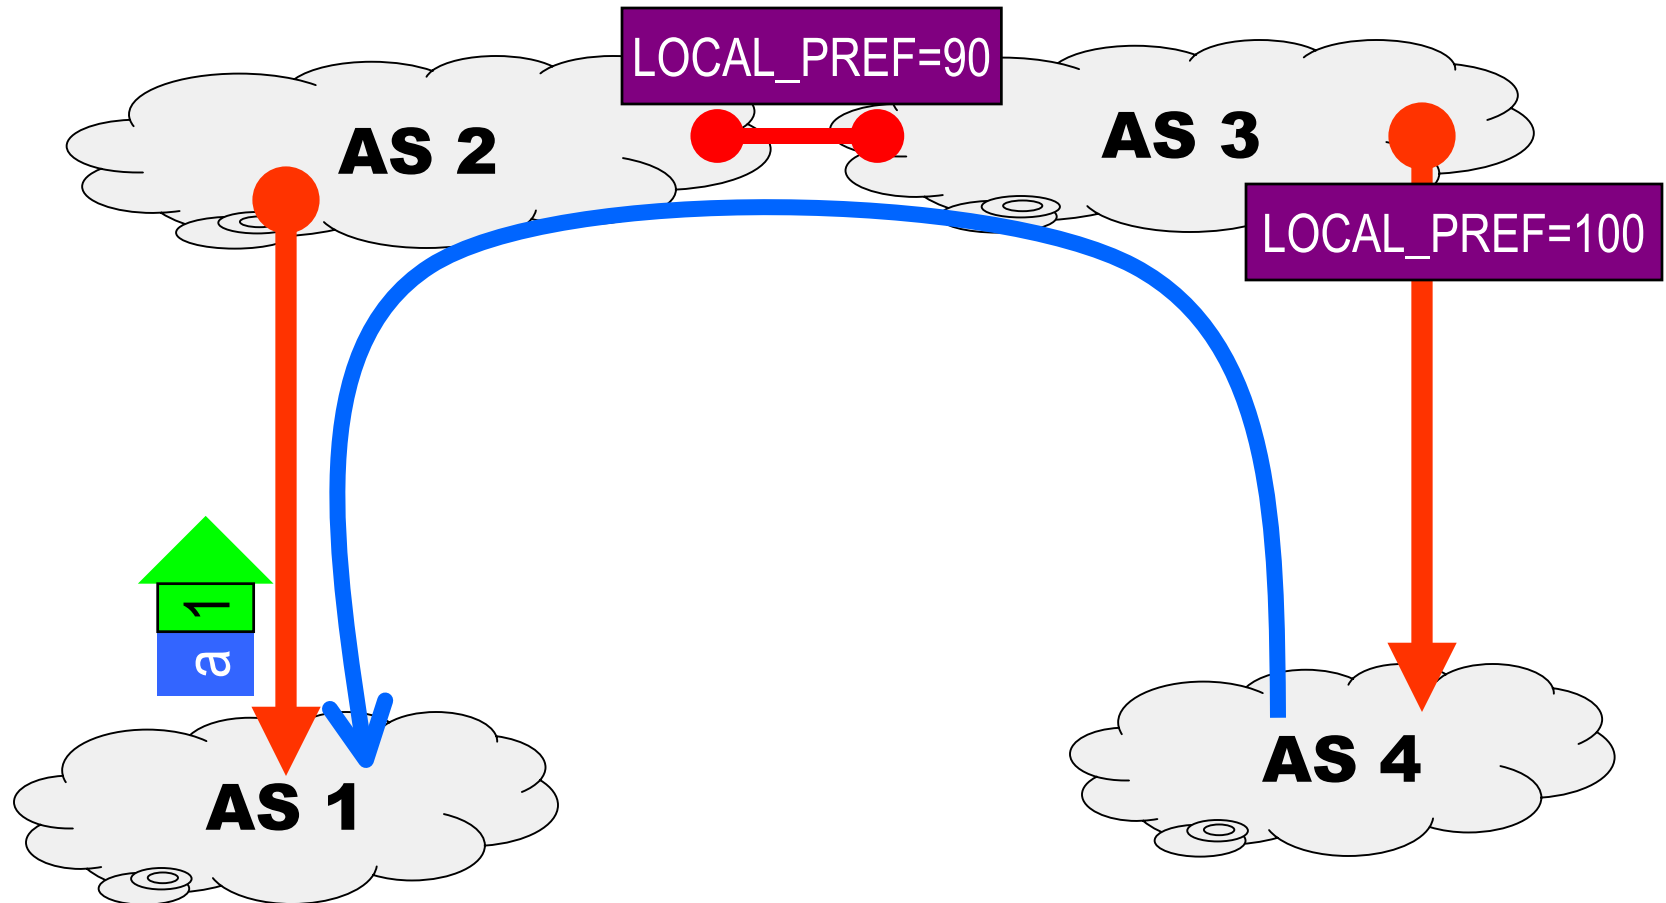 LOCAL_PREF=90
AS 2
AS 3
LOCAL_PREF=100
1
a
AS 1
AS 4